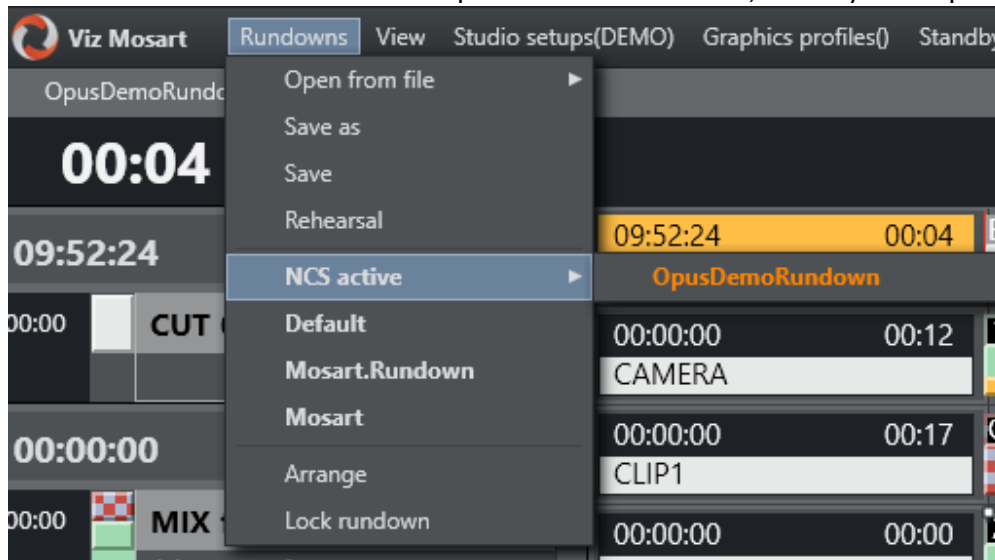 Viz Mosart Rundowns View Studio setups(DEMO) Graphics profiles() Standby
OpusDemoRundo
Open from file
Save as
00:04
Save
Rehearsal
09:52:24 09:52:24 00:04
NCS active OpusDemoRundown
00:00 CUT Default 00:00:00 00:12
Mosart.Rundown CAMERA
Mosart
00:00:00 00:00:00 00:17
Arrange CLIP1
00:00 MIX Lock rundown 00:00:00 00:00